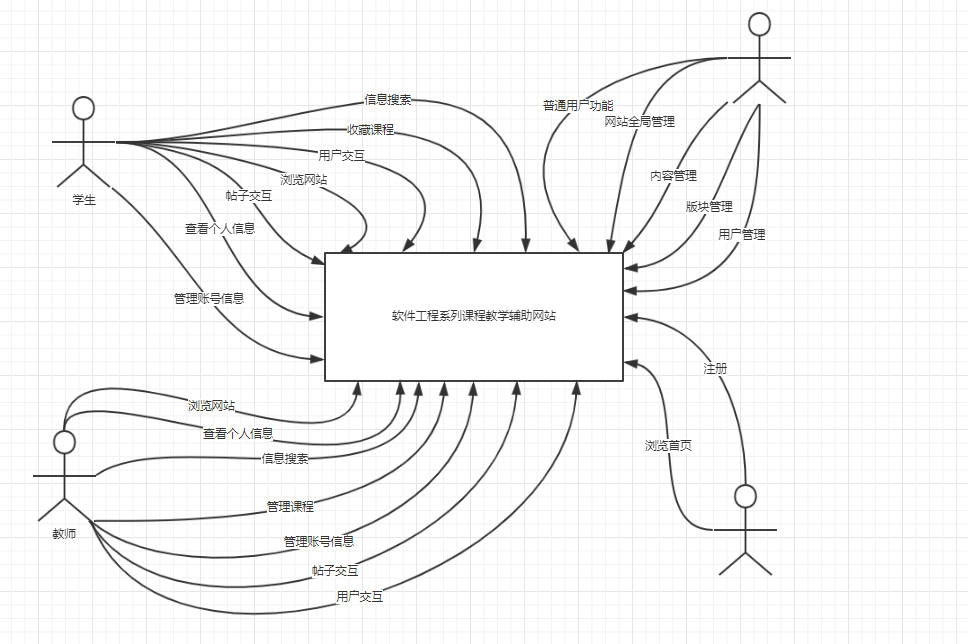 信息搜索
收藏课程
用户交互
浏览网站
帖子交互
查看个人信息
管理账号信息
学生
普通用户功能
网站全局管理
内容管理
版块管理
用户管理
软件工程系列课程教学辅助网站
注册
浏览首页
浏览网站
查看个人信息
信息搜索
管理课程
管理账号信息
帖子交互
用户交互
教师